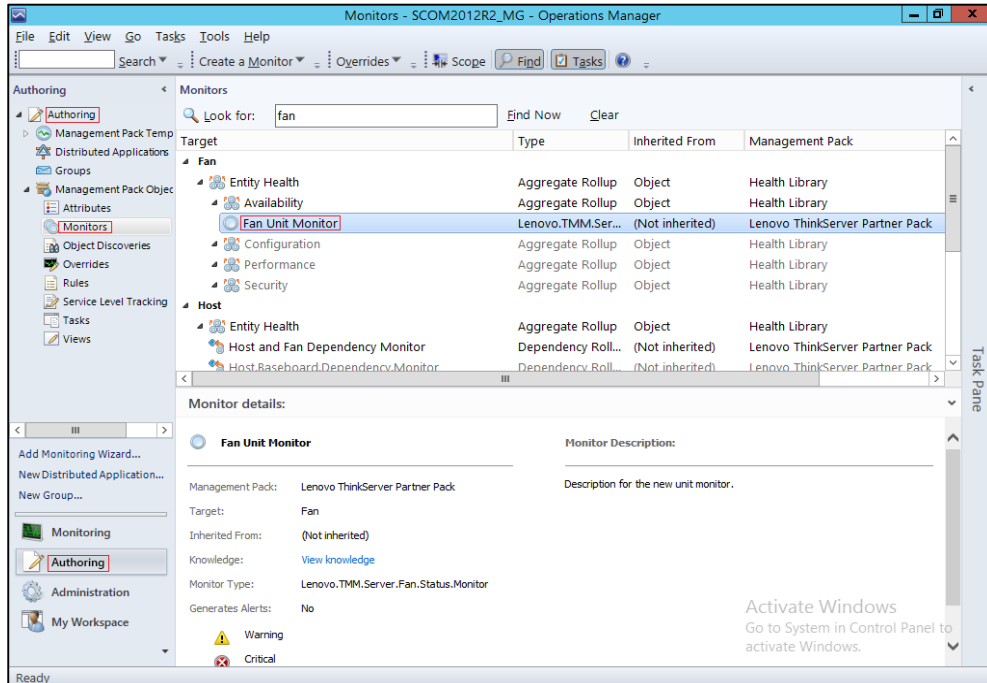 Monitors - SCOM2012R2_MG - Operations Manager
File Edit View Go Tasks Tools Help
Search Create a Monitor Overrides Scope Find Tasks
Authoring
Authoring
Management Pack Temp
Distributed Applications
Groups
Management Pack Objec
Attributes
Monitors
Object Discoveries
Overrides
Rules
Service Level Tracking
Tasks
Views
Add Monitoring Wizard...
New Distributed Application...
New Group...
Monitoring
Authoring
Administration
My Workspace
Monitors
Look for: fan Find Now Clear
Target Type Inherited From Management Pack
Fan
Entity Health Aggregate Rollup Object Health Library
Availability Aggregate Rollup Object Health Library
Fan Unit Monitor Lenovo.TMM.Ser... (Not inherited) Lenovo ThinkServer Partner Pack
Configuration Aggregate Rollup Object Health Library
Performance Aggregate Rollup Object Health Library
Security Aggregate Rollup Object Health Library
Host
Entity Health Aggregate Rollup Object Health Library
Host and Fan Dependency Monitor Dependency Roll... (Not inherited) Lenovo ThinkServer Partner Pack
Host.Baseboard.Dependency.Monitor Dependency Roll... (Not inherited) Lenovo ThinkServer Partner Pack
Monitor details:
Fan Unit Monitor
Management Pack: Lenovo ThinkServer Partner Pack
Target: Fan
Inherited From: (Not inherited)
Knowledge: View knowledge
Monitor Type: Lenovo.TMM.Server.Fan.Status.Monitor
Generates Alerts: No
Warning
Critical
Monitor Description:
Description for the new unit monitor.
Activate Windows
Go to System in Control Panel to
activate Windows.
Task Pane
Ready